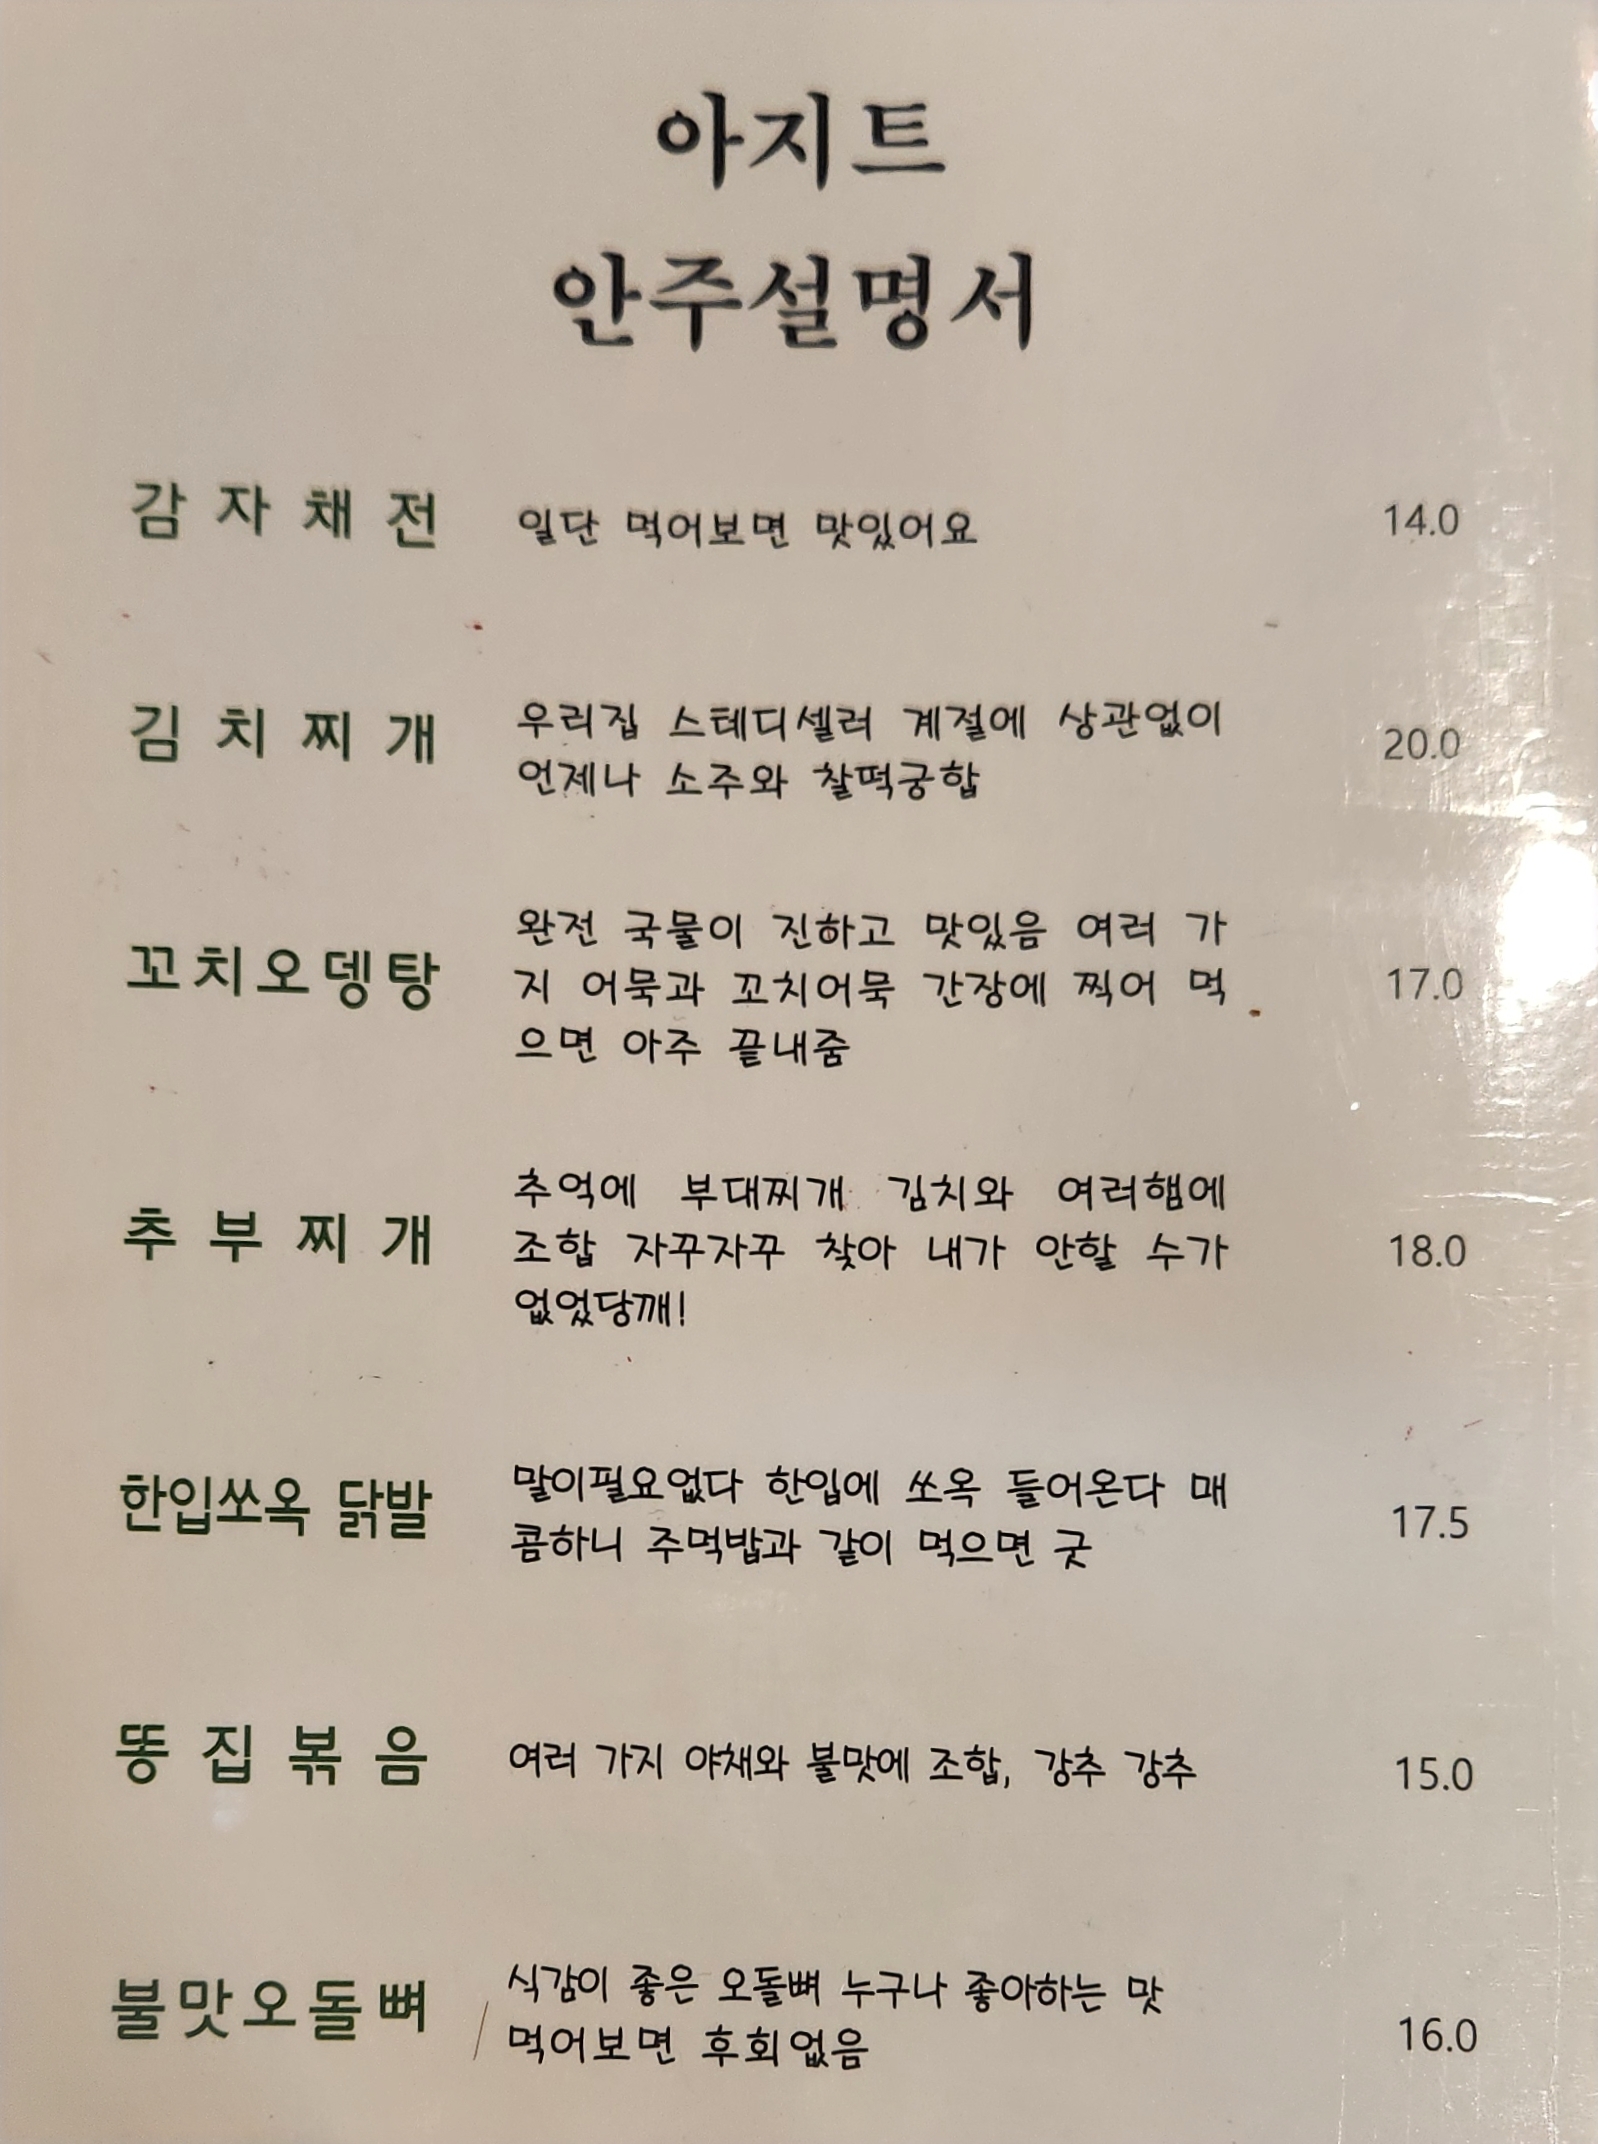 아지트
안주설명서
감자채전 일단 먹어보면 맛있어요 14.0
김치찌개 우리집 스테디셀러 계절에 상관없이 20.0
언제나 소주와 찰떡궁합
꼬치오뎅탕 완전 국물이 진하고 맛있음 여러 가
지 어묵과 꼬치어묵 간장에 찍어 먹 17.0
으면 아주 끝내줌
추부찌개 추억에 부대찌개 김치와 여러햄에
조합 자꾸자꾸 찾아 내가 안할 수가 18.0
없었당깨!
한입쏘옥 닭발 말이필요없다 한입에 쏘옥 들어온다 매 17.5
콤하니 주먹밥과 같이 먹으면 굿
똥집볶음 여러 가지 야채와 불맛에 조합, 강추 강추 15.0
불맛오돌뼈 식감이 좋은 오돌뼈 누구나 좋아하는 맛 16.0
먹어보면 후회없음